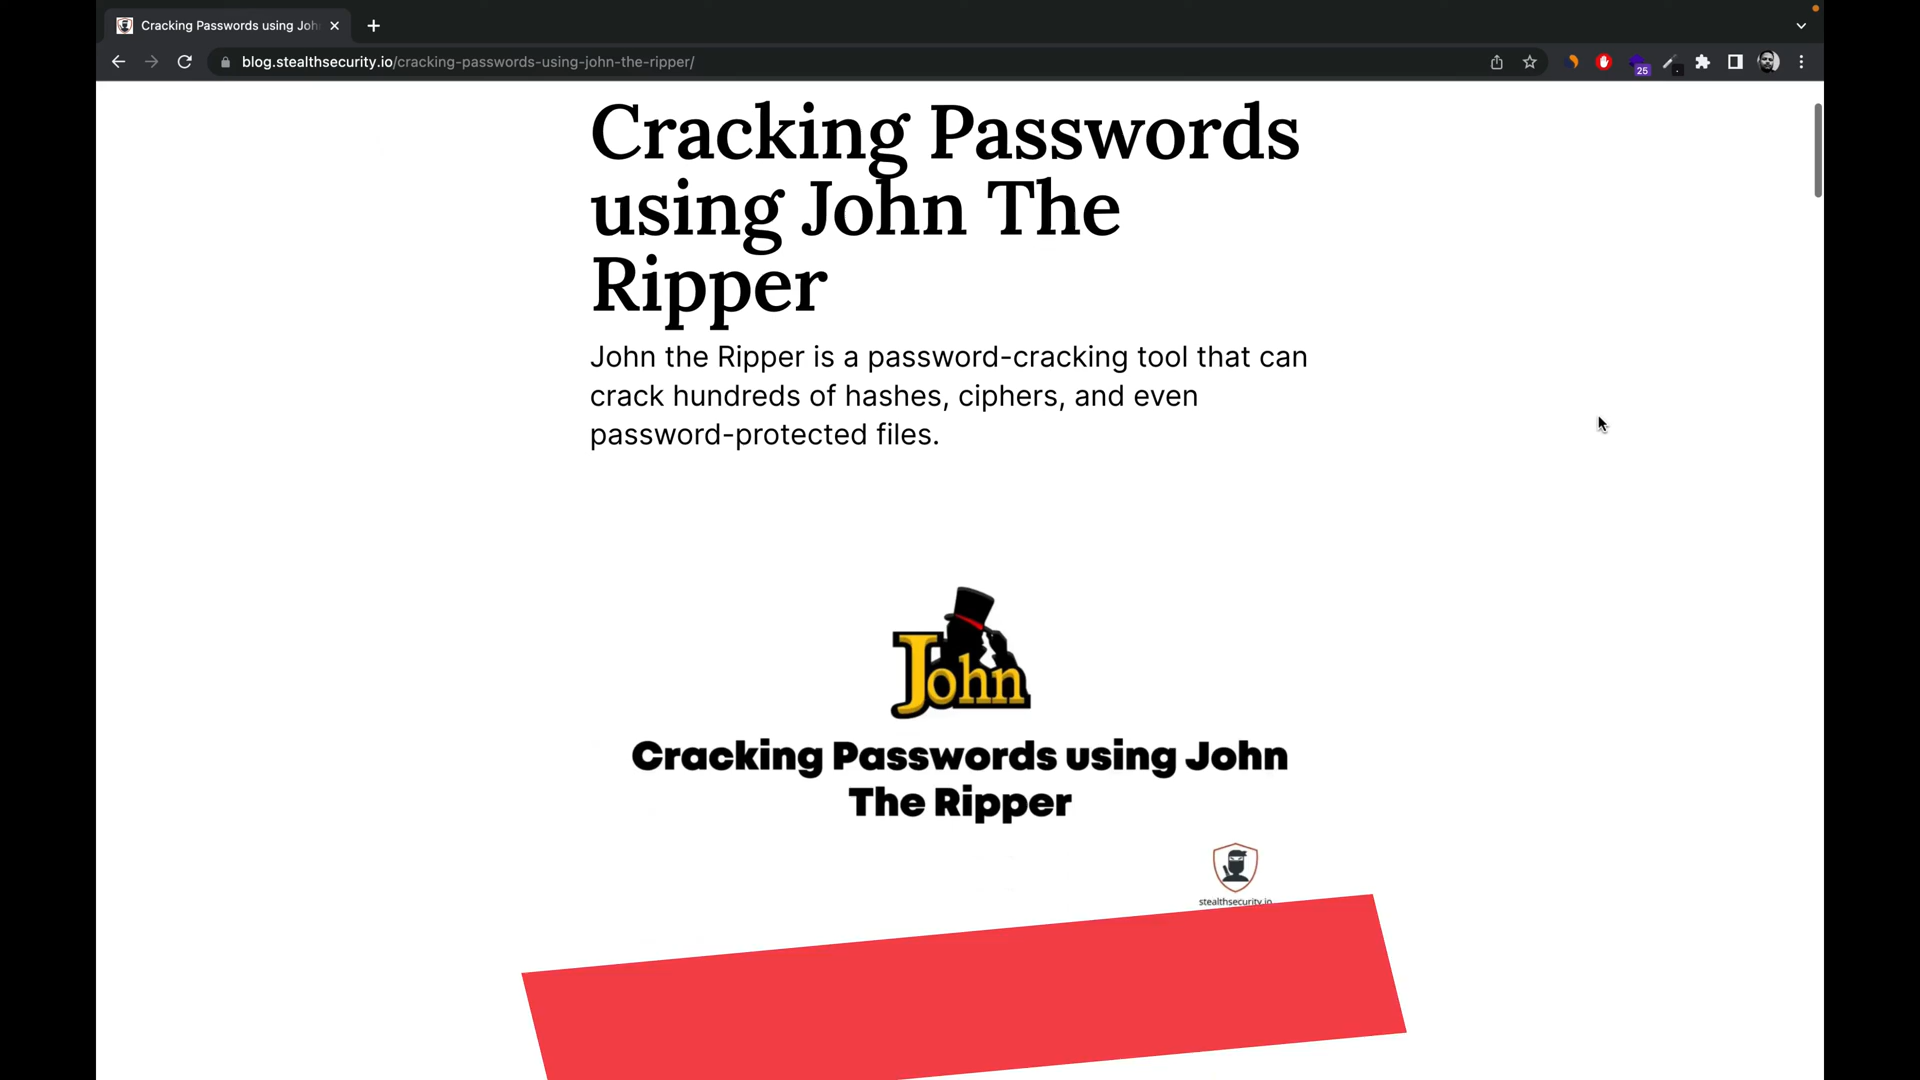 Cracking Passwords using Joh
blog.stealthsecurity.io/cracking-passwords-using-john-the-ripper/
25
Cracking Passwords
using John The
Ripper
John the Ripper is a password-cracking tool that can
crack hundreds of hashes, ciphers, and even
password-protected files.
John
Cracking Passwords using John
The Ripper
stealthsecurity.io